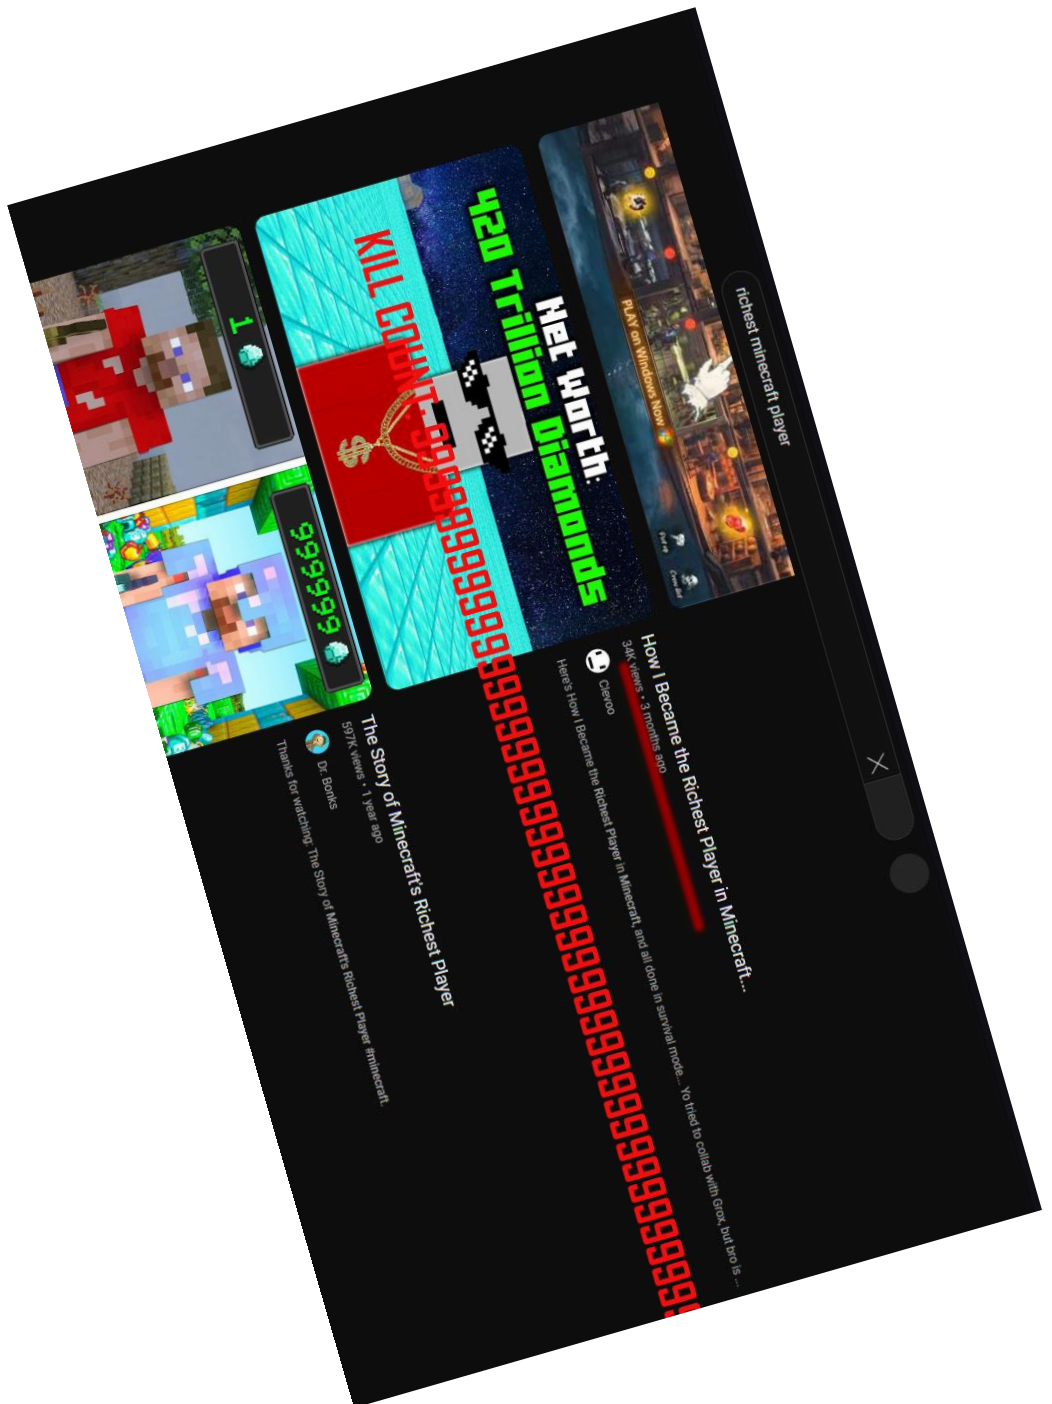 richest minecraft player
PLAY on Windows Now
Net Worth:
420 Trillion Diamonds
How I Became the Richest Player in Minecraft...
34K views • 3 months ago
Clevoo
Here's How I Became the Richest Player in Minecraft, and all done in survival mode... Yo tried to collab with Grox, but bro is ...
KILL COUNT:
1
999999
The Story of Minecraft's Richest Player
597K views • 1 year ago
Dr. Bonks
Thanks for watching: The Story of Minecraft's Richest Player #minecraft.